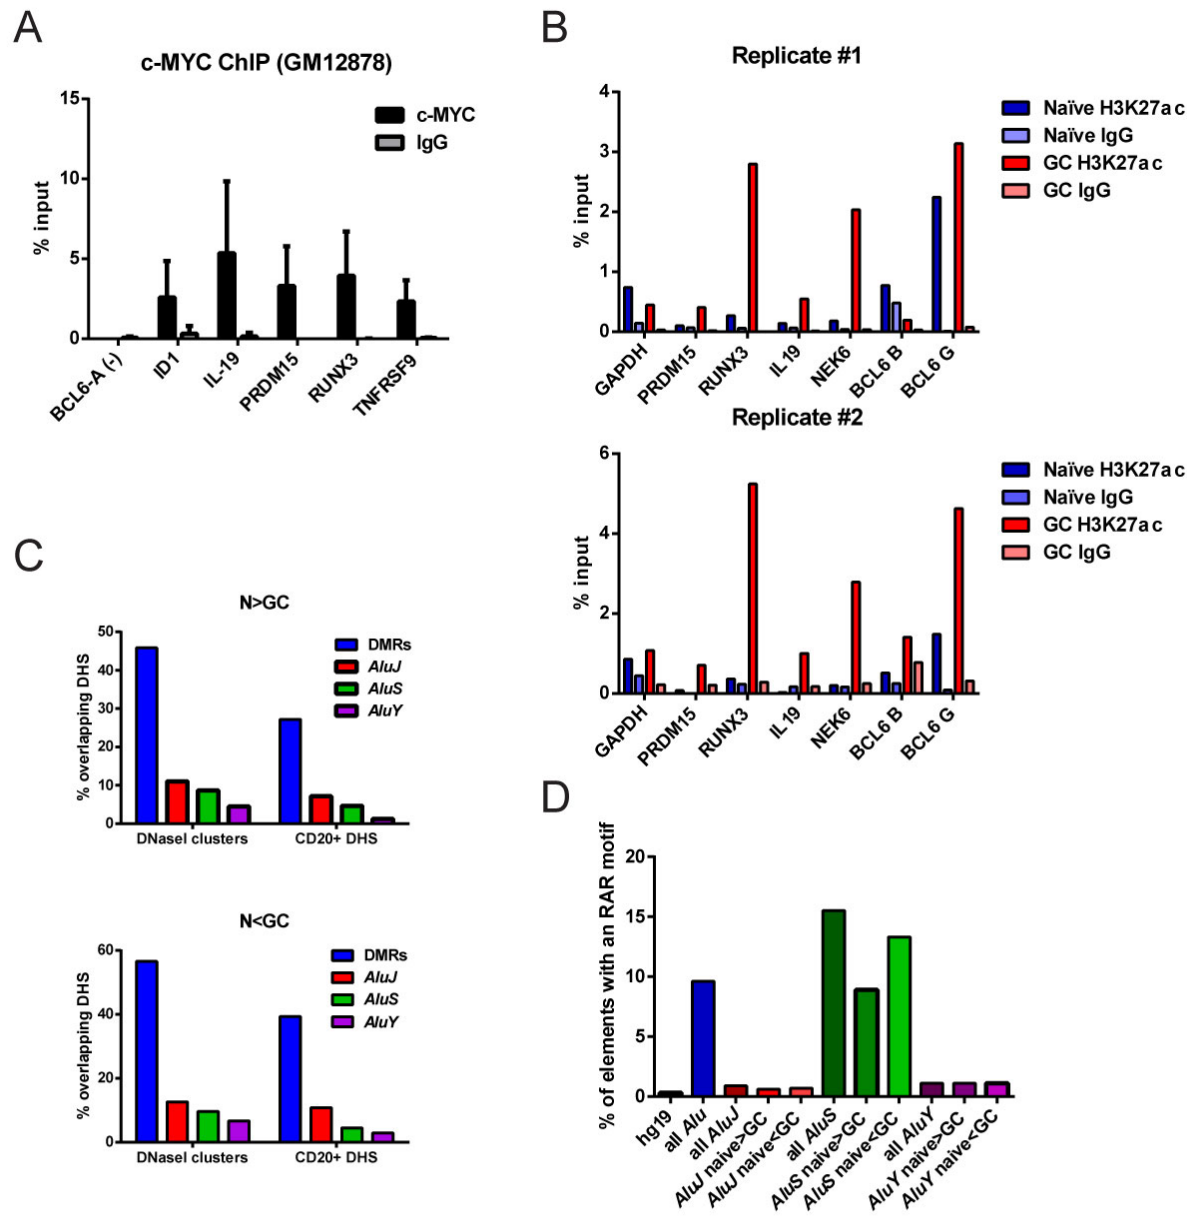 A
c-MYC ChIP (GM12878)
15
10
5
0
% input
c-MYC
IgG
BCL6-A (-)
ID1
IL-19
PRDM15
RUNX3
TNFRSF9
B
Replicate #1
4
3
2
1
0
% input
Naïve H3K27ac
Naïve IgG
GC H3K27ac
GC IgG
GAPDH
PRDM15
RUNX3
IL19
NEK6
BCL6 B
BCL6 G
Replicate #2
6
4
2
0
% input
Naïve H3K27ac
Naïve IgG
GC H3K27ac
GC IgG
GAPDH
PRDM15
RUNX3
IL19
NEK6
BCL6 B
BCL6 G
C
N>GC
50
40
30
20
10
0
% overlapping DHS
DMRs
AluJ
AluS
AluY
DNaseI clusters
CD20+ DHS
N<GC
60
40
20
0
% overlapping DHS
DMRs
AluJ
AluS
AluY
DNaseI clusters
CD20+ DHS
D
20
15
10
5
0
% of elements with an RAR motif
hg19
all Alu
all AluJ
AluJ naive>GC
AluJ naive<GC
all AluS
AluS naive>GC
AluS naive<GC
all AluY
AluY naive>GC
AluY naive<GC